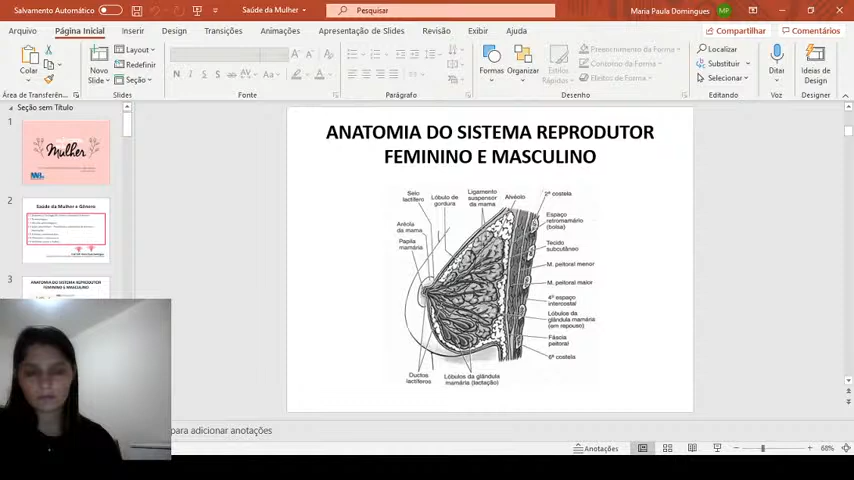 Salvamento Automático
Saúde da Mulher
Pesquisar
Maria Paula Domingues
MP
Arquivo
Página Inicial
Inserir
Design
Transições
Animações
Apresentação de Slides
Revisão
Exibir
Ajuda
Compartilhar
Comentários
Colar
Novo
Slide
Layout
Redefinir
Seção
N
I
S
S
Aa
Formas
Organizar
Estilos
Rápidos
Preenchimento da Forma
Contorno da Forma
Efeitos de Forma
Localizar
Substituir
Selecionar
Ditar
Ideias de
Design
Área de Transferên...
Slides
Fonte
Parágrafo
Desenho
Editando
Voz
Designer
Seção sem Título
1
Mulher
2
Saúde da Mulher e Gênero
3
ANATOMIA DO SISTEMA REPRODUTOR
FEMININO E MASCULINO
ANATOMIA DO SISTEMA REPRODUTOR
FEMININO E MASCULINO
Seio
lactífero
Lóbulo de
gordura
Ligamento
suspensor
da mama
Alvéolo
2ª costela
Aréola
da mama
Papila
mamária
Espaço
retromamário
(bolsa)
Tecido
subcutâneo
M. peitoral menor
M. peitoral maior
4º espaço
intercostal
Lóbulos da
glândula mamária
(em repouso)
Fáscia
peitoral
6ª costela
Ductos
lactíferos
Lóbulos da glândula
mamária (lactação)
para adicionar anotações
Anotações
68%